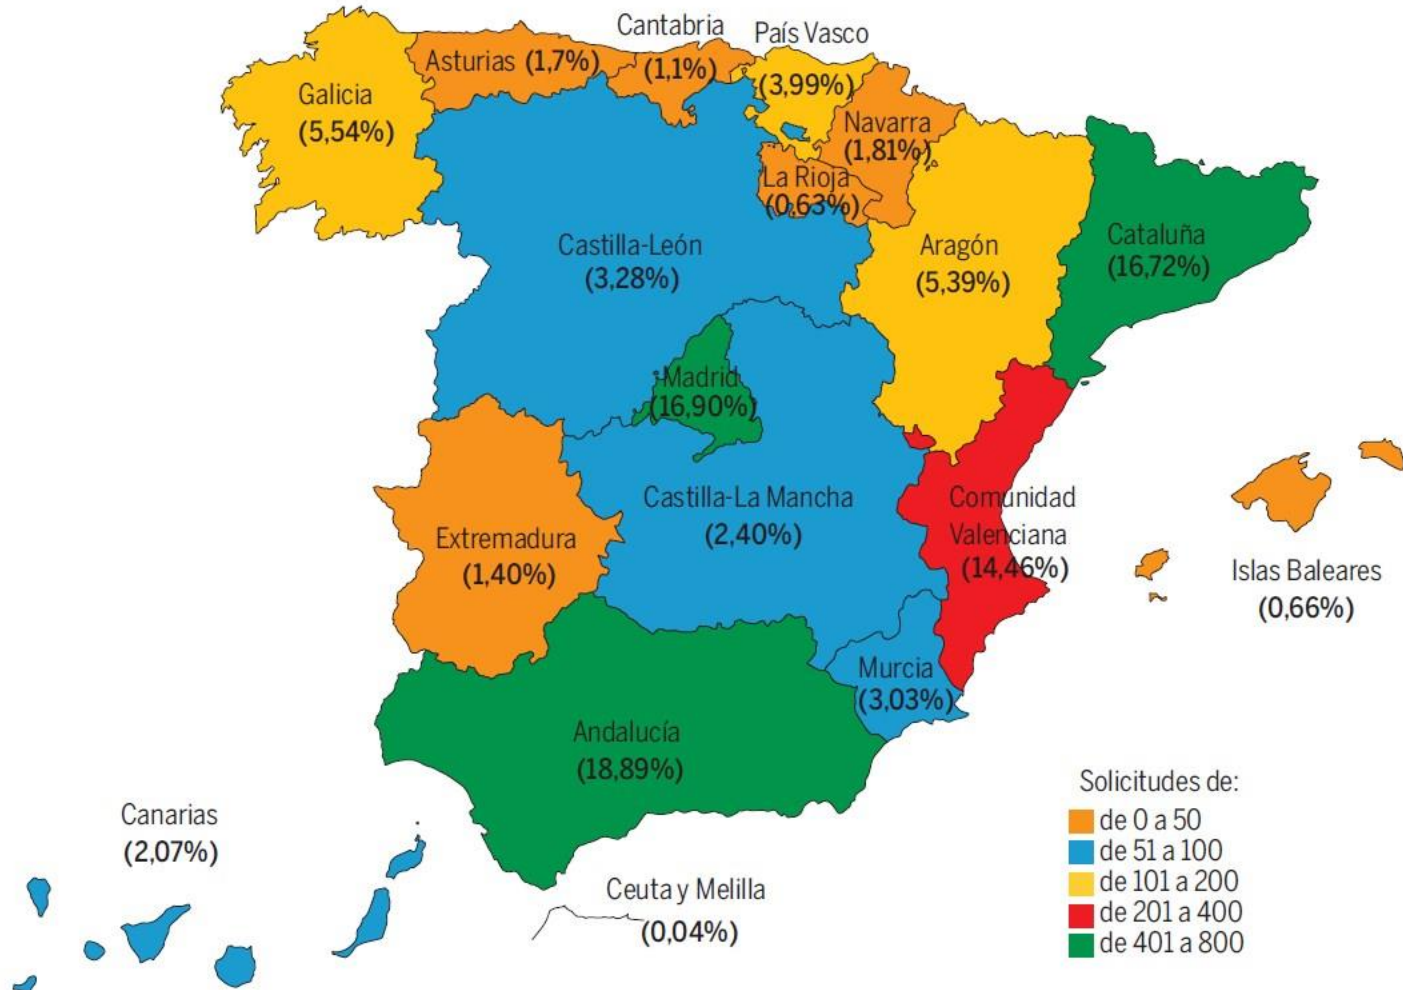 Cantabria
(1,1%)
País Vasco
(3,99%)
Asturias (1,7%)
Galicia
(5,54%)
Navarra
(1,81%)
La Rioja
(0,63%)
Castilla-León
(3,28%)
Aragón
(5,39%)
Cataluña
(16,72%)
Madrid
(16,90%)
Castilla-La Mancha
(2,40%)
Comunidad
Valenciana
(14,46%)
Extremadura
(1,40%)
Islas Baleares
(0,66%)
Murcia
(3,03%)
Andalucía
(18,89%)
Canarias
(2,07%)
Ceuta y Melilla
(0,04%)
Solicitudes de:
de 0 a 50
de 51 a 100
de 101 a 200
de 201 a 400
de 401 a 800